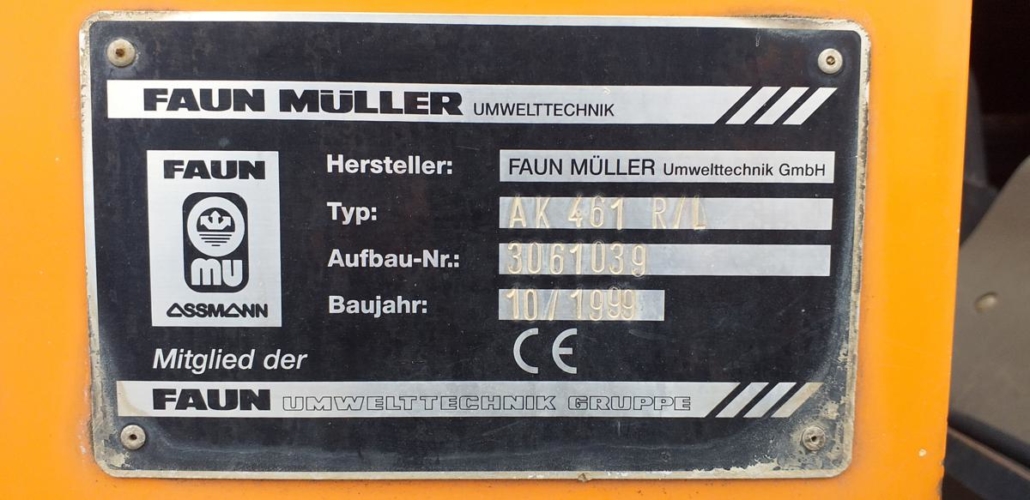 FAUN MÜLLER UMWELTTECHNIK
FAUN
mu
ASSMANN
Hersteller: FAUN MÜLLER Umwelttechnik GmbH
Typ: AK 461 R/L
Aufbau-Nr.: 3061039
Baujahr: 10/1999
Mitglied der
CE
FAUN UMWELTTECHNIK GRUPPE